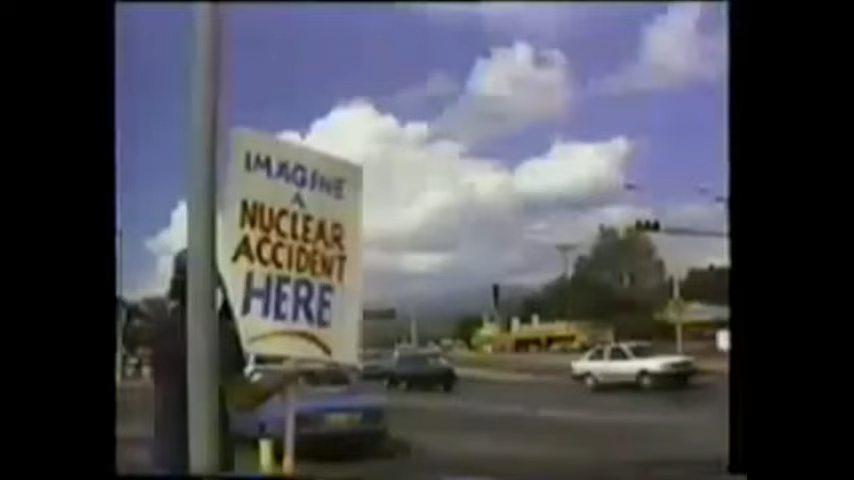 IMAGINE
A
NUCLEAR
ACCIDENT
HERE